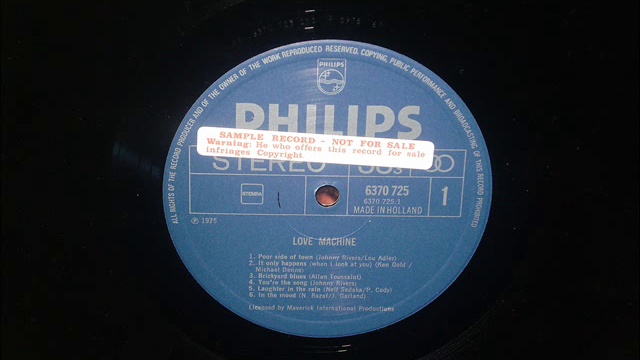 ALL RIGHTS OF THE RECORD PRODUCER AND OF THE OWNER OF THE WORK REPRODUCED RESERVED. COPYING, PUBLIC PERFORMANCE AND BROADCASTING OF THIS RECORD PROHIBITED
PHILIPS
PHILIPS
SAMPLE RECORD - NOT FOR SALE
Warning: He who offers this record for sale
infringes Copyright
STEREO
STEMRA
6370 725
6370 725.1
MADE IN HOLLAND
1
℗ 1975
LOVE MACHINE
1. Poor side of town (Johnny Rivers/Lou Adler)
2. It only happens (when i look at you) (Ken Gold/
Michael Denne)
3. Brickyard blues (Allan Toussaint)
4. You're the song (Johnny Rivers)
5. Laughter in the rain (Neil Sedaka/P. Cody)
6. In the mood (N. Razaf/J. Garland)
Licensed by Maverick International Productions